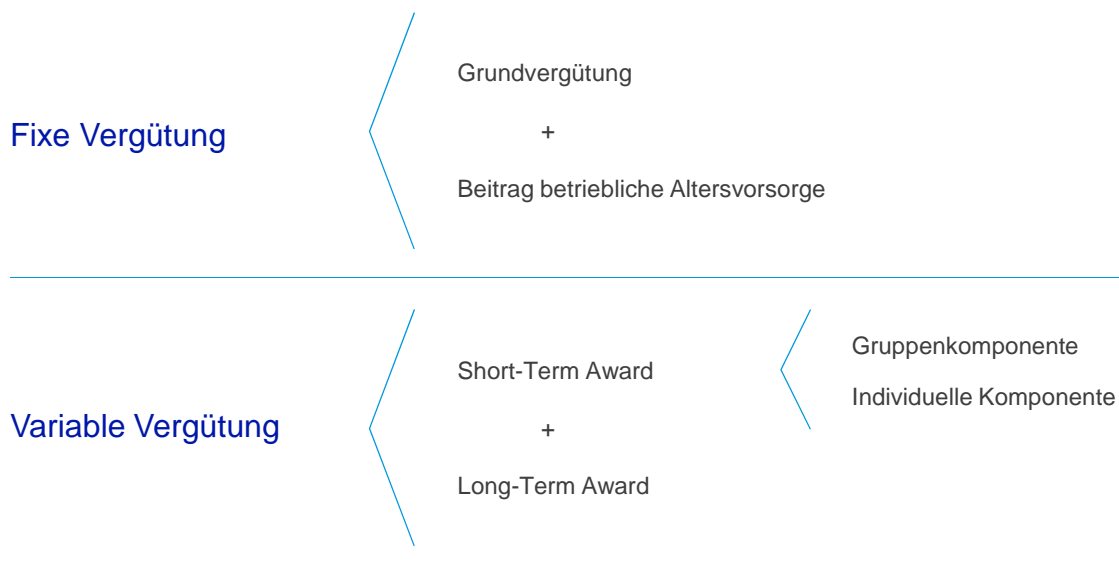 Fixe Vergütung
Grundvergütung
+
Beitrag betriebliche Altersvorsorge
Variable Vergütung
Short-Term Award
+
Long-Term Award
Gruppenkomponente
Individuelle Komponente